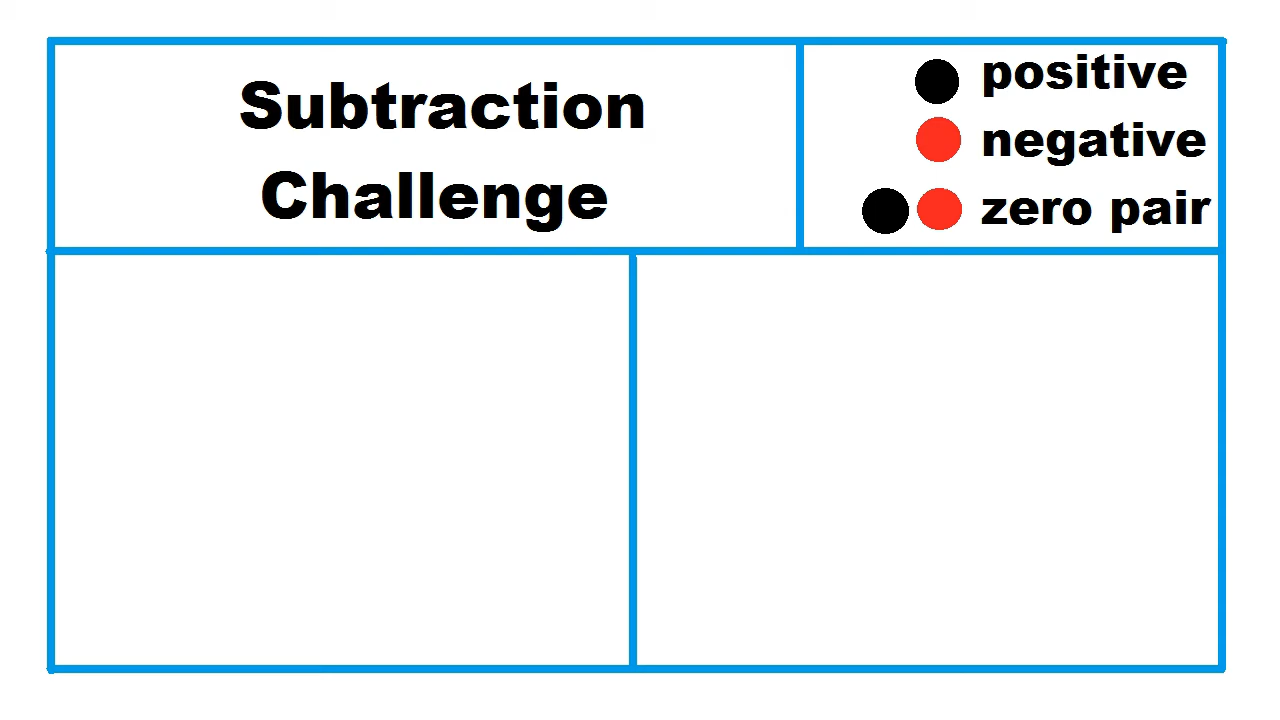 Subtraction
Challenge
positive
negative
zero pair